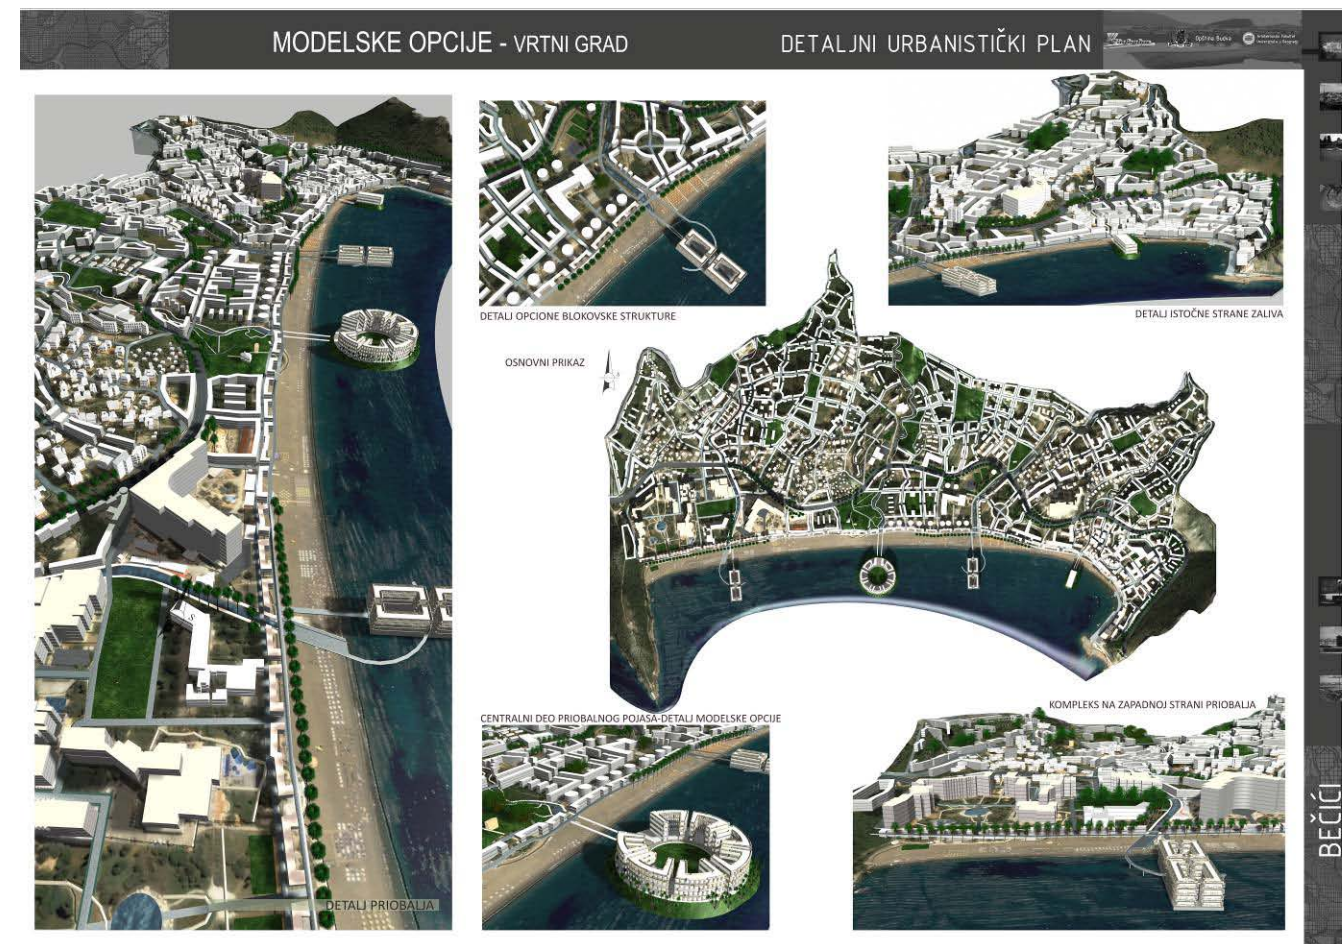 MODELSKE OPCIJE - VRTNI GRAD
DETALJNI URBANISTIČKI PLAN
Opština Budva
DETALJ OPCIONE BLOKOVSKE STRUKTURE
DETALJ ISTOČNE STRANE ZALIVA
OSNOVNI PRIKAZ
CENTRALNI DEO PRIOBALNOG POJASA-DETALJ MODELSKE OPCIJE
KOMPLEKS NA ZAPADNOJ STRANI PRIOBALJA
DETALJ PRIOBALJA
BEČIĆI